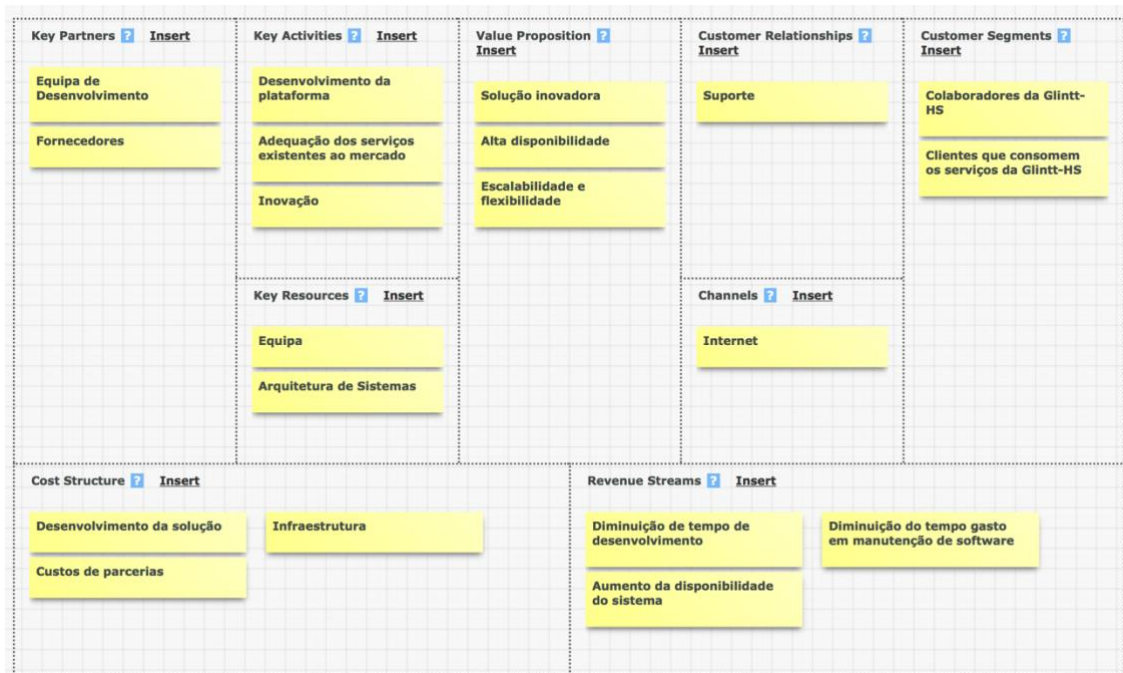 Key Partners ? Insert
Equipa de
Desenvolvimento
Fornecedores
Key Activities ? Insert
Desenvolvimento da
plataforma
Adequação dos serviços
existentes ao mercado
Inovação
Key Resources ? Insert
Equipa
Arquitetura de Sistemas
Value Proposition ?
Insert
Solução inovadora
Alta disponibilidade
Escalabilidade e
flexibilidade
Customer Relationships ?
Insert
Suporte
Channels ? Insert
Internet
Customer Segments ?
Insert
Colaboradores da Glintt-
HS
Clientes que consomem
os serviços da Glintt-HS
Cost Structure ? Insert
Desenvolvimento da solução
Infraestrutura
Custos de parcerias
Revenue Streams ? Insert
Diminuição de tempo de
desenvolvimento
Diminuição do tempo gasto
em manutenção de software
Aumento da disponibilidade
do sistema